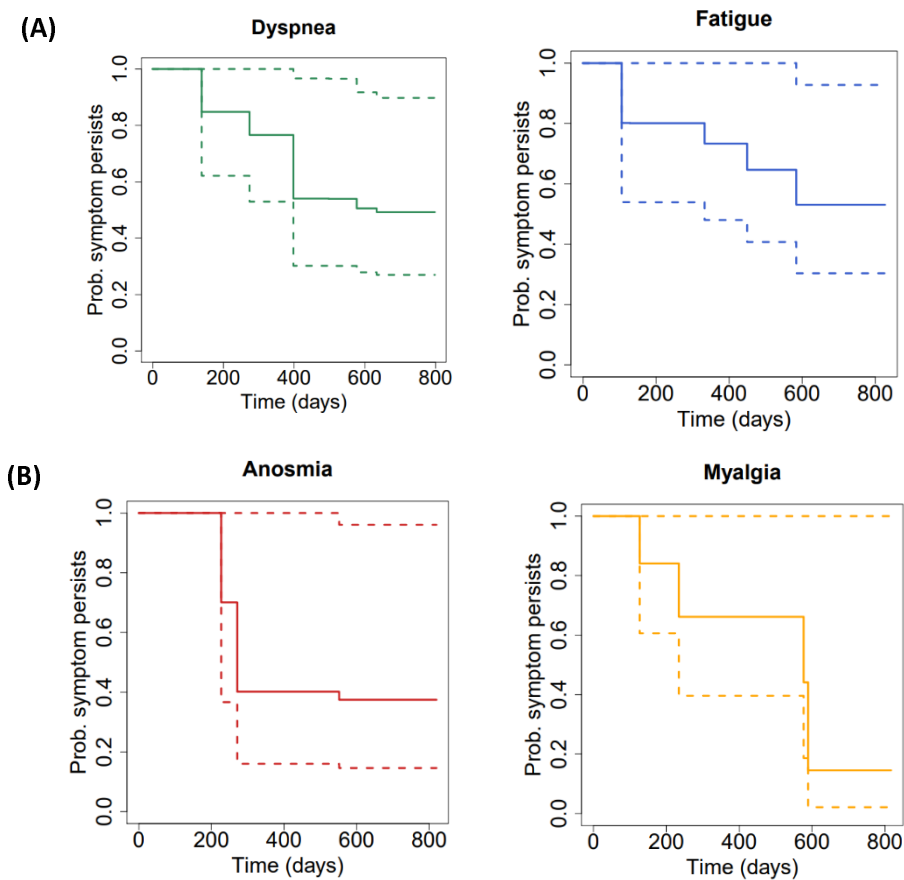 (A)
Dyspnea
Prob. symptom persists
0.0 0.2 0.4 0.6 0.8 1.0
0 200 400 600 800
Time (days)
Fatigue
Prob. symptom persists
0.0 0.2 0.4 0.6 0.8 1.0
0 200 400 600 800
Time (days)
(B)
Anosmia
Prob. symptom persists
0.0 0.2 0.4 0.6 0.8 1.0
0 200 400 600 800
Time (days)
Myalgia
Prob. symptom persists
0.0 0.2 0.4 0.6 0.8 1.0
0 200 400 600 800
Time (days)